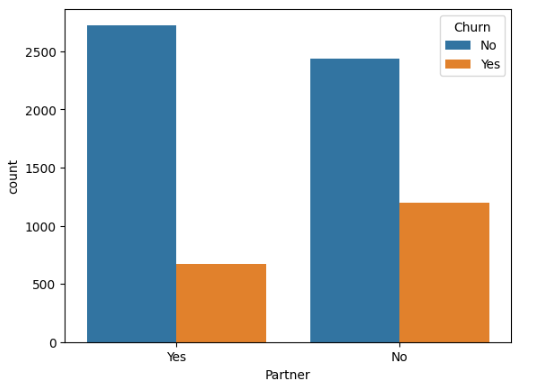 Churn
No
Yes
2500
2000
1500
1000
500
0
count
Yes No
Partner